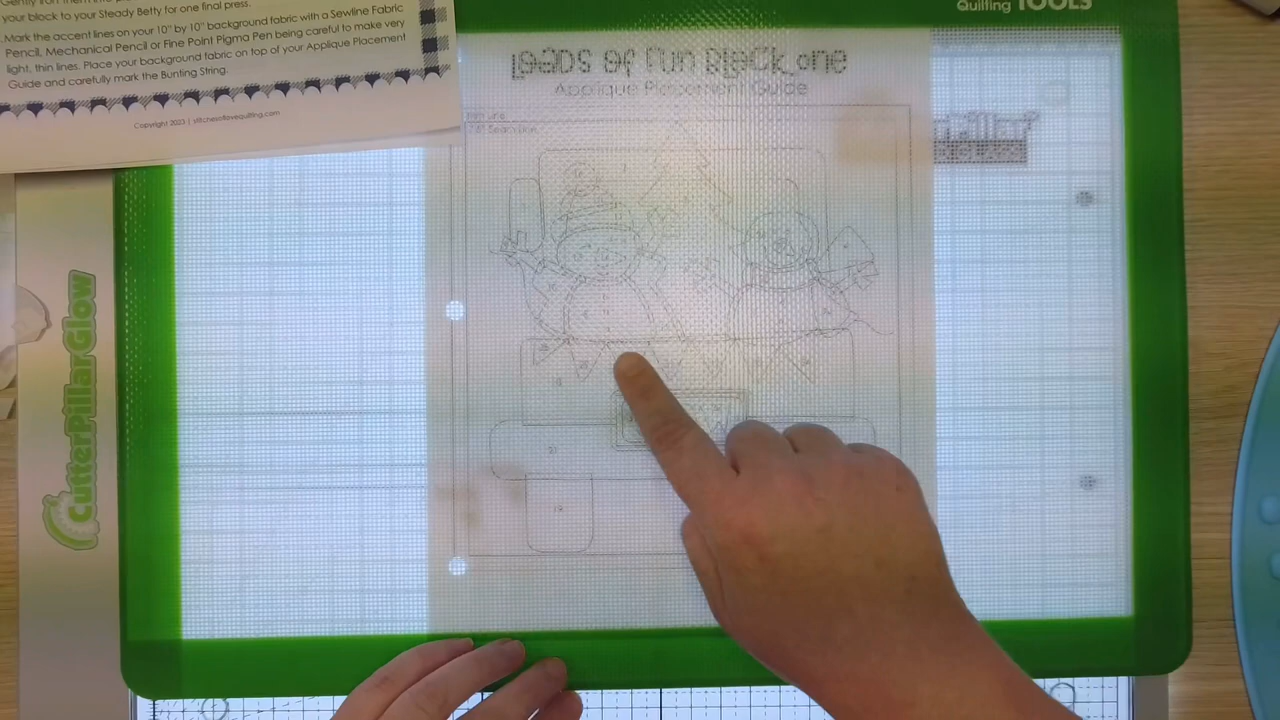 your block to your Steady Betty for one final press.
Mark the accent lines on your 10" by 10" background fabric with a Sewline Fabric
Pencil, Mechanical Pencil or Fine Point Pigma Pen being careful to make very
light, thin lines. Place your background fabric on top of your Applique Placement
Guide and carefully mark the Bunting String.
Copyright 2023 | stitchesnlovequilting.com
Quilting TOOLS
Loads of Fun Block one
Applique Placement Guide
CutterPillarGlow